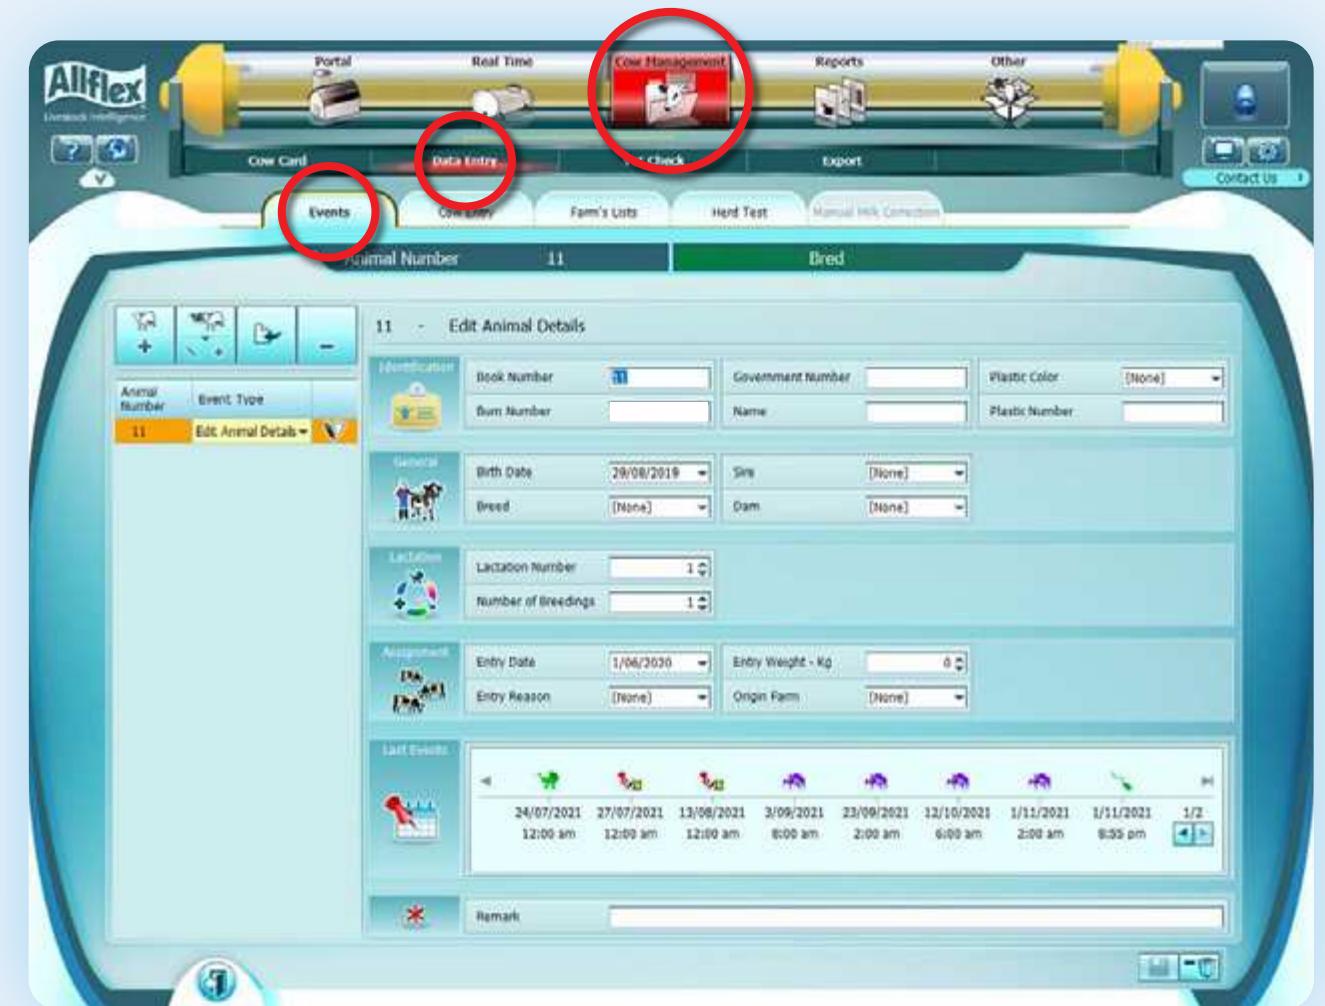 Allflex
Livestock Intelligence
Portal
Real Time
Cow Management
Reports
Other
Cow Card
Data Entry
Check
Export
Contact Us
Events
Cow Entry
Farm's Lists
Herd Test
Manual Milk Correction
Animal Number 11 Bred
11 - Edit Animal Details
Animal Number Event Type
11 Edit Animal Details
Identification
Book Number 11 Government Number Plastic Color [None]
Burn Number Name Plastic Number
General
Birth Date 29/08/2019 Sire [None]
Breed [None] Dam [None]
Lactation
Lactation Number 1
Number of Breedings 1
Assignment
Entry Date 1/06/2020 Entry Weight - Kg 0
Entry Reason [None] Origin Farm [None]
Last Events
24/07/2021 27/07/2021 13/08/2021 3/09/2021 23/09/2021 12/10/2021 1/11/2021 1/11/2021 1/2
12:00 am 12:00 am 12:00 am 8:00 am 2:00 am 6:00 am 2:00 am 8:55 pm
Remark